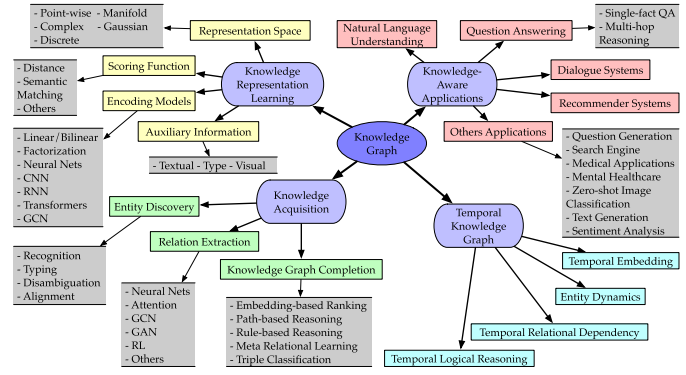 - Point-wise - Manifold
- Complex - Gaussian
- Discrete
Representation Space
Scoring Function
- Distance
- Semantic
Matching
- Others
Encoding Models
Knowledge
Representation
Learning
- Linear/Bilinear
- Factorization
- Neural Nets
- CNN
- RNN
- Transformers
- GCN
Auxiliary Information
- Textual - Type - Visual
Natural Language
Understanding
Question Answering
- Single-fact QA
- Multi-hop
Reasoning
Knowledge-
Aware
Applications
Dialogue Systems
Recommender Systems
Others Applications
- Question Generation
- Search Engine
- Medical Applications
- Mental Healthcare
- Zero-shot Image
Classification
- Text Generation
- Sentiment Analysis
Knowledge
Graph
Knowledge
Acquisition
Entity Discovery
- Recognition
- Typing
- Disambiguation
- Alignment
Relation Extraction
- Neural Nets
- Attention
- GCN
- GAN
- RL
- Others
Knowledge Graph Completion
- Embedding-based Ranking
- Path-based Reasoning
- Rule-based Reasoning
- Meta Relational Learning
- Triple Classification
Temporal
Knowledge
Graph
Temporal Embedding
Entity Dynamics
Temporal Relational Dependency
Temporal Logical Reasoning